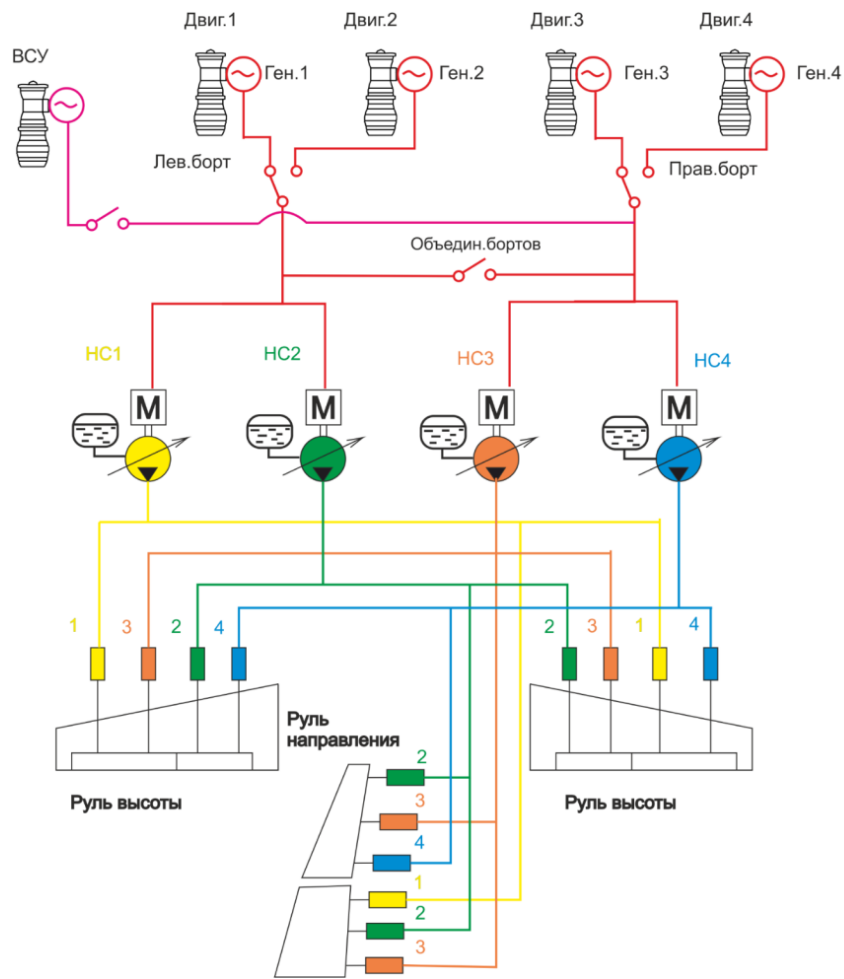 Двиг.1
Двиг.2
Двиг.3
Двиг.4
ВСУ
Ген.1
Ген.2
Ген.3
Ген.4
Лев.борт
Прав.борт
Объедин.бортов
НС1
НС2
НС3
НС4
М
М
М
М
1
3
2
4
2
3
1
4
Руль
направления
Руль высоты
Руль высоты
2
3
4
1
2
3